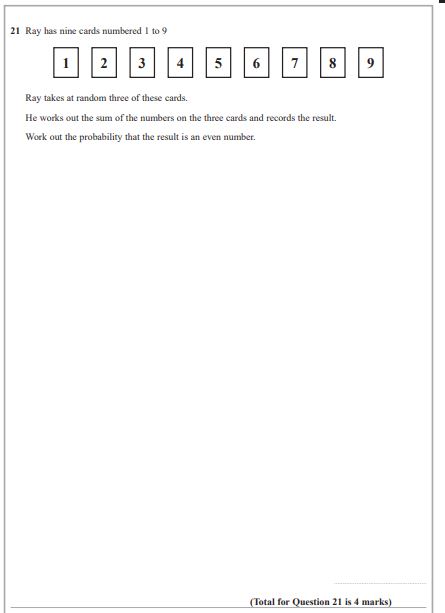 21 Ray has nine cards numbered 1 to 9
1 2 3 4 5 6 7 8 9
Ray takes at random three of these cards.
He works out the sum of the numbers on the three cards and records the result.
Work out the probability that the result is an even number.
(Total for Question 21 is 4 marks)